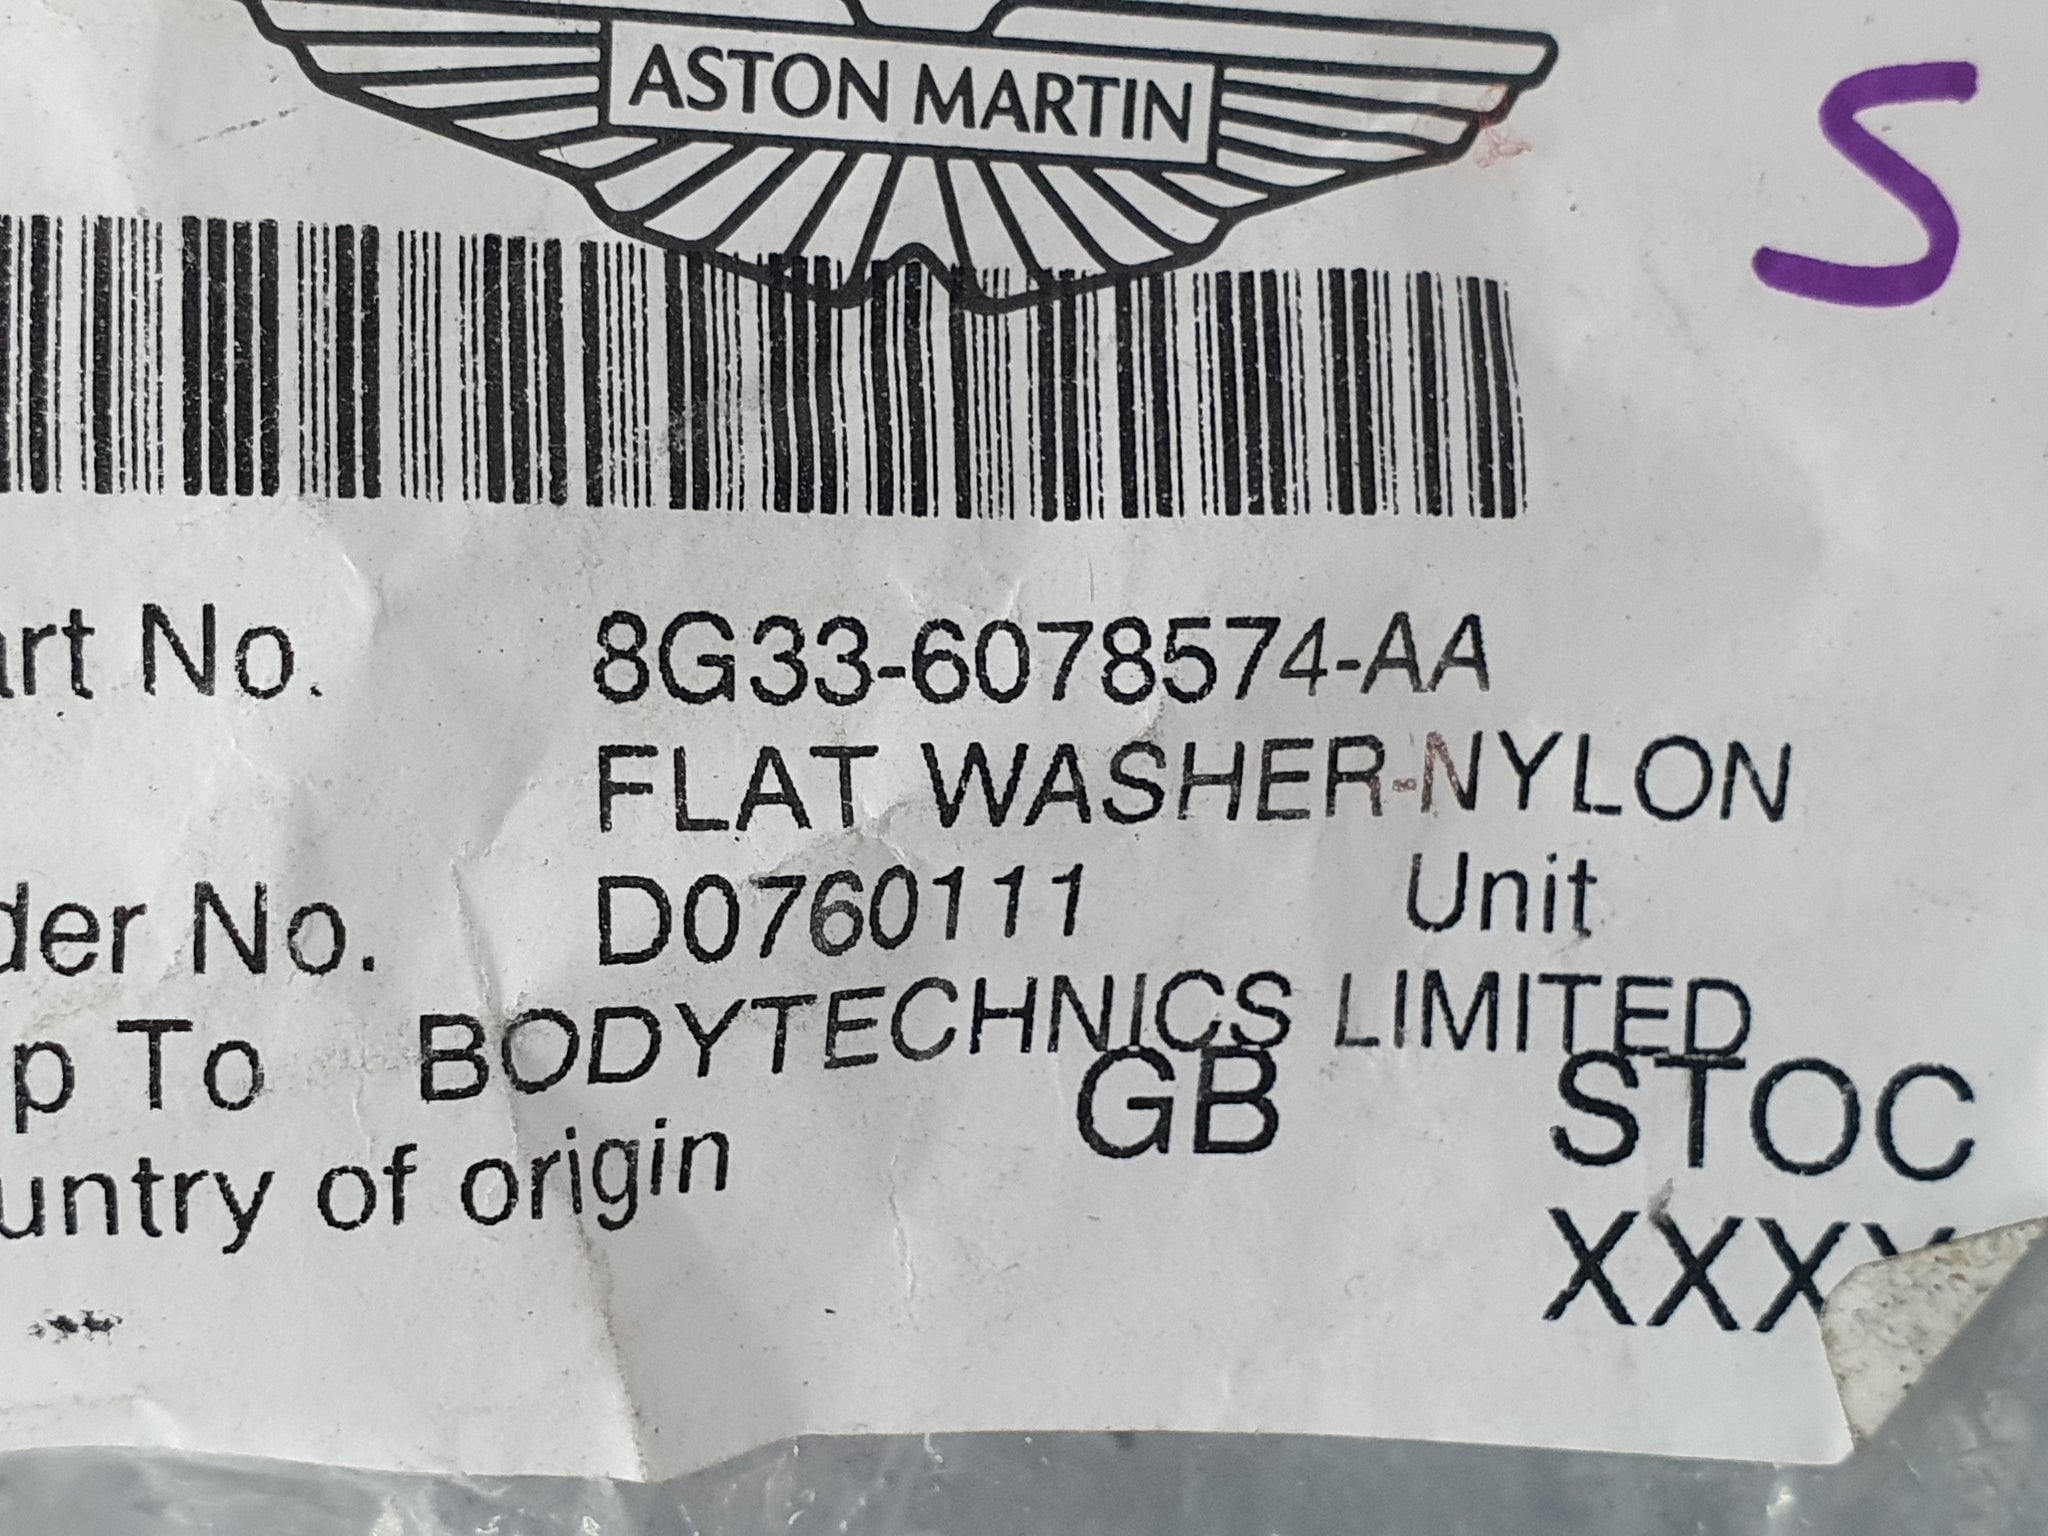 ASTON MARTIN
S
art No. 8G33-6078574-AA
FLAT WASHER-NYLON
der No. D0760111 Unit
p To BODYTECHNICS LIMITED
untry of origin GB STOC
XXXX